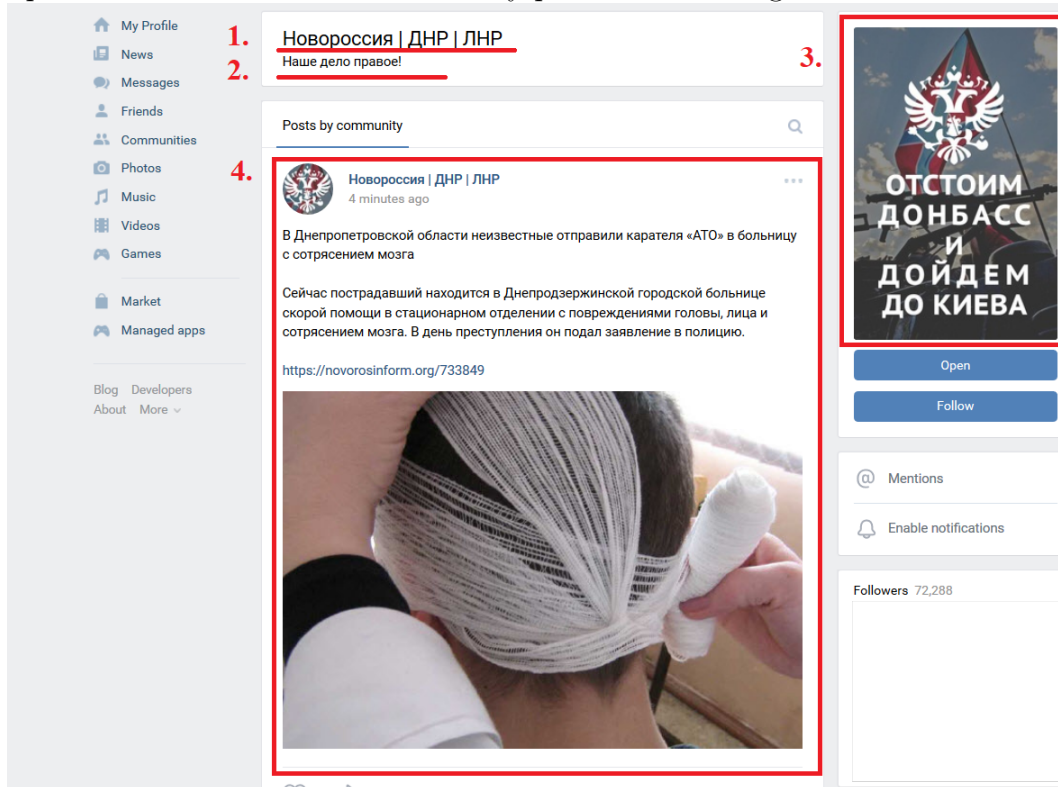 My Profile
News
Messages
Friends
Communities
Photos
Music
Videos
Games
Market
Managed apps
Blog Developers
About More
1.
Новороссия | ДНР | ЛНР
2.
Наше дело правое!
3.
Posts by community
4.
Новороссия | ДНР | ЛНР
4 minutes ago
В Днепропетровской области неизвестные отправили карателя «АТО» в больницу
с сотрясением мозга
Сейчас пострадавший находится в Днепродзержинской городской больнице
скорой помощи в стационарном отделении с повреждениями головы, лица и
сотрясением мозга. В день преступления он подал заявление в полицию.
https://novorosinform.org/733849
ОТСТОИМ
ДОНБАСС
И
ДОЙДЕМ
ДО КИЕВА
Open
Follow
@ Mentions
Enable notifications
Followers 72,288